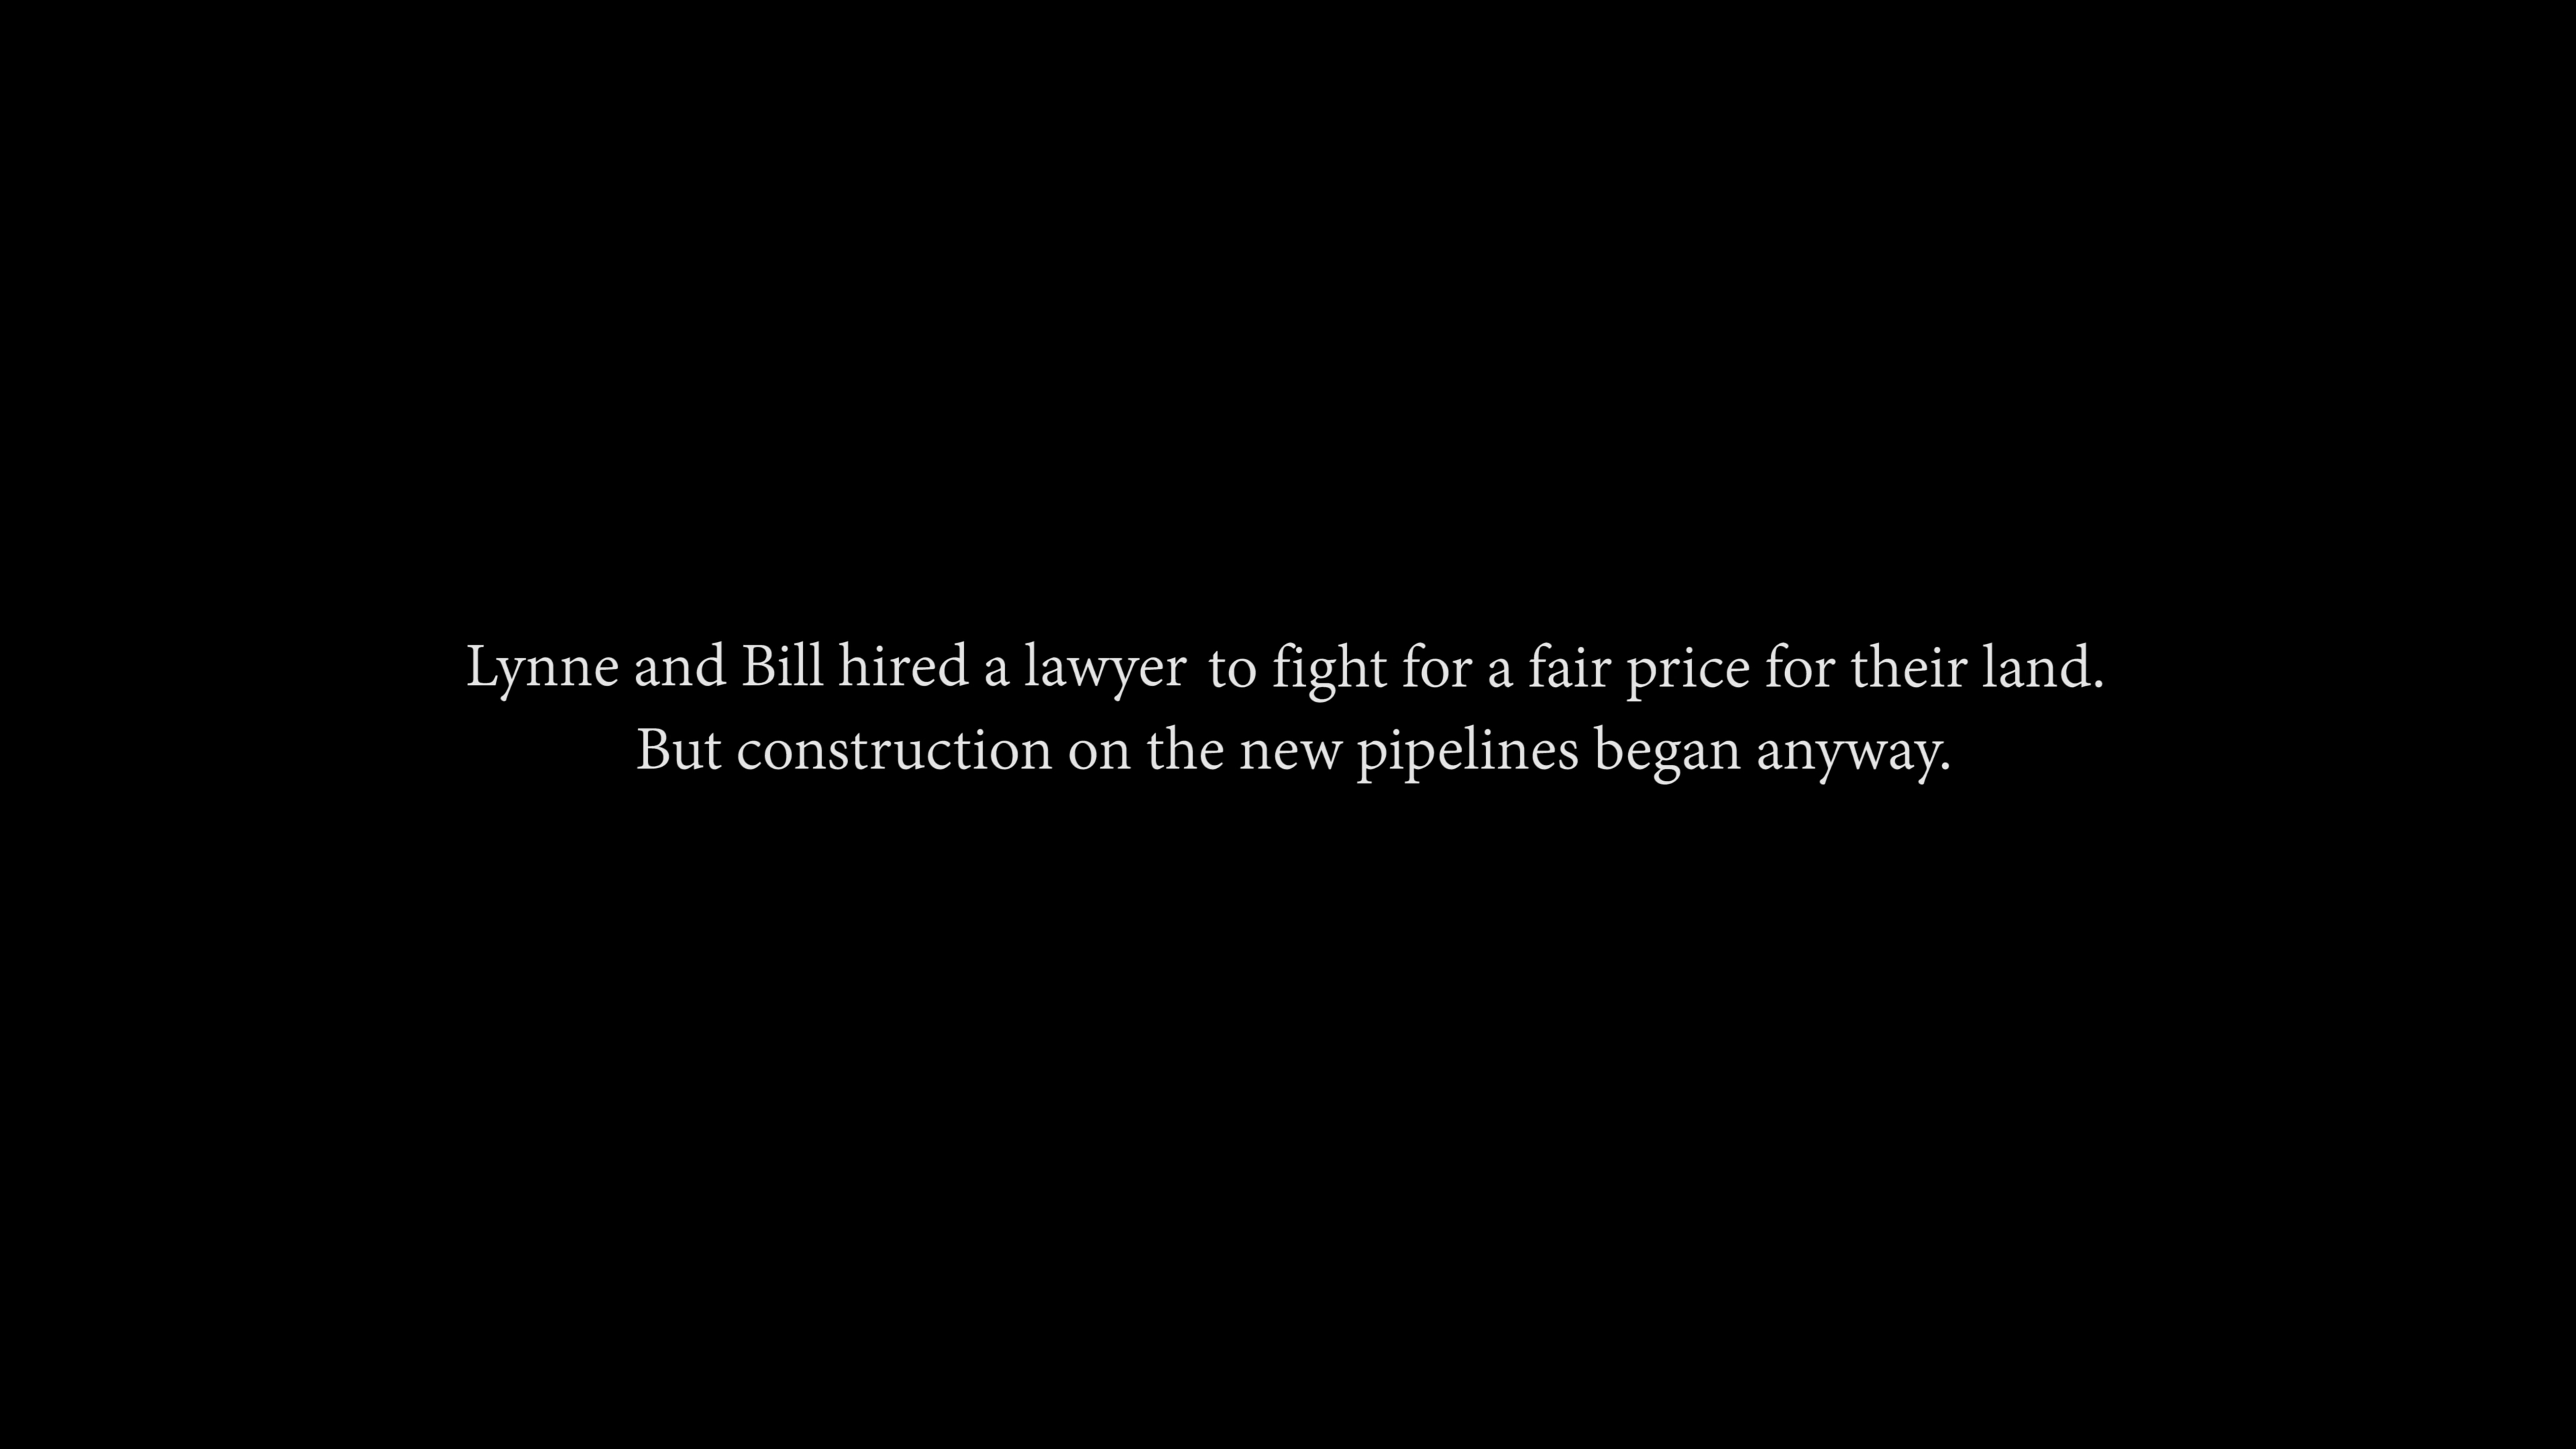 Lynne and Bill hired a lawyer to fight for a fair price for their land.
But construction on the new pipelines began anyway.